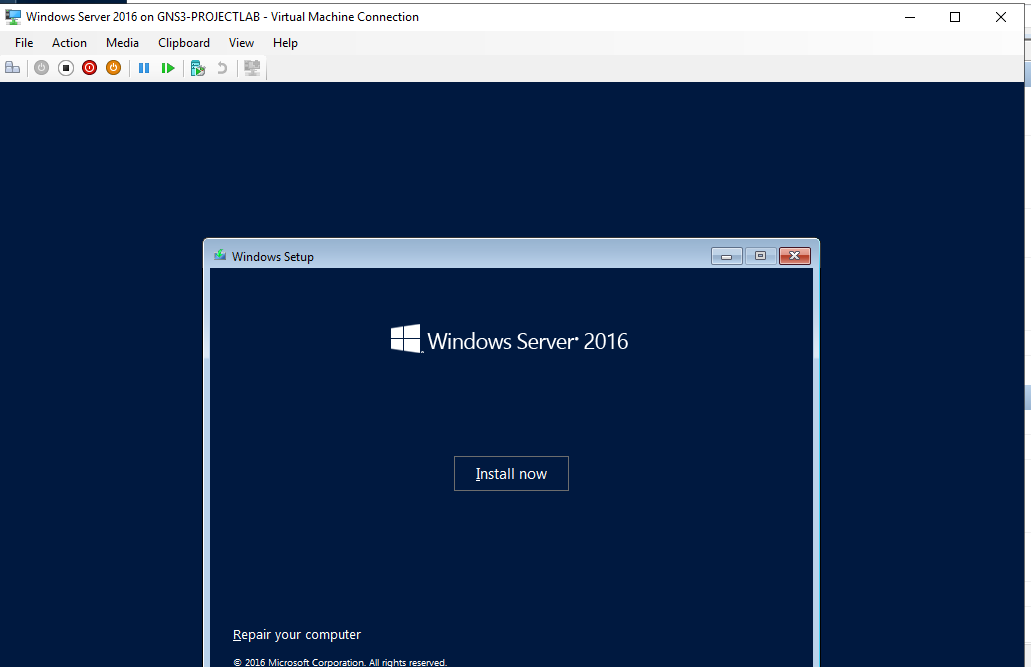 Windows Server 2016 on GNS3-PROJECTLAB - Virtual Machine Connection
File Action Media Clipboard View Help
Windows Setup
Windows Server® 2016
Install now
Repair your computer
© 2016 Microsoft Corporation. All rights reserved.